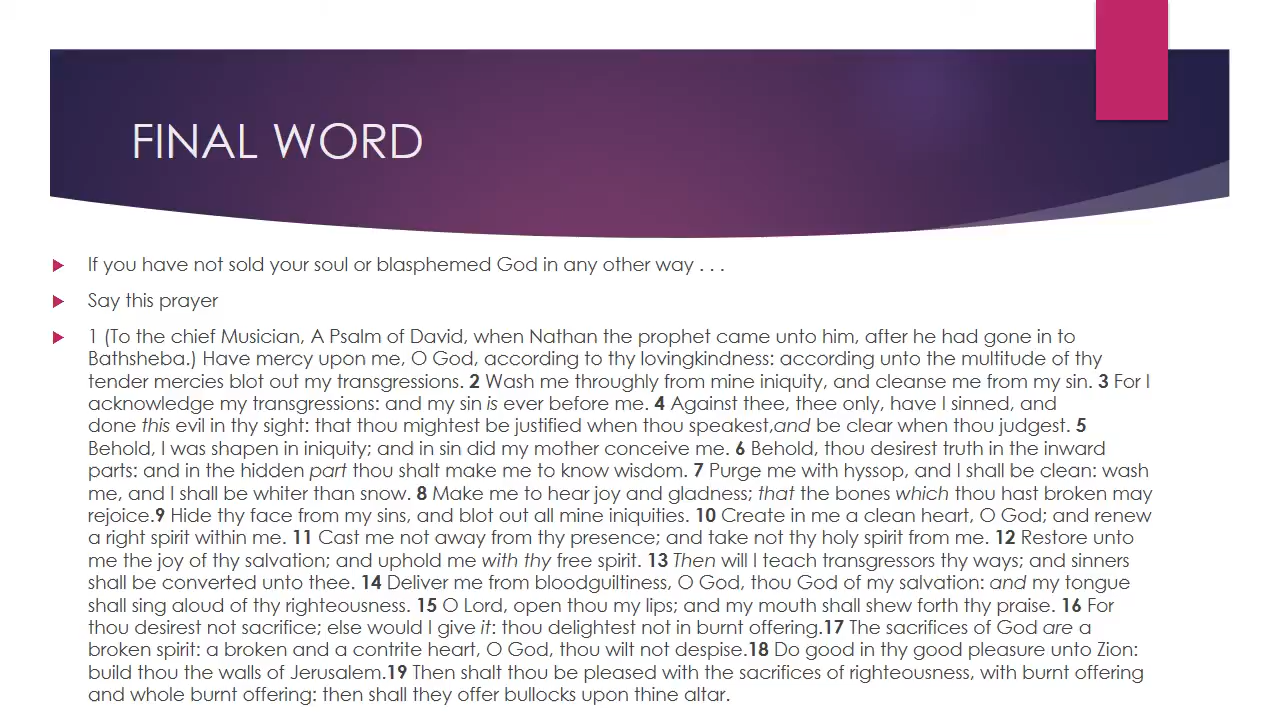 FINAL WORD
If you have not sold your soul or blasphemed God in any other way . . .
Say this prayer
1 (To the chief Musician, A Psalm of David, when Nathan the prophet came unto him, after he had gone in to
Bathsheba.) Have mercy upon me, O God, according to thy lovingkindness: according unto the multitude of thy
tender mercies blot out my transgressions. 2 Wash me throughly from mine iniquity, and cleanse me from my sin. 3 For I
acknowledge my transgressions: and my sin is ever before me. 4 Against thee, thee only, have I sinned, and
done this evil in thy sight: that thou mightest be justified when thou speakest,and be clear when thou judgest. 5
Behold, I was shapen in iniquity; and in sin did my mother conceive me. 6 Behold, thou desirest truth in the inward
parts: and in the hidden part thou shalt make me to know wisdom. 7 Purge me with hyssop, and I shall be clean: wash
me, and I shall be whiter than snow. 8 Make me to hear joy and gladness; that the bones which thou hast broken may
rejoice.9 Hide thy face from my sins, and blot out all mine iniquities. 10 Create in me a clean heart, O God; and renew
a right spirit within me. 11 Cast me not away from thy presence; and take not thy holy spirit from me. 12 Restore unto
me the joy of thy salvation; and uphold me with thy free spirit. 13 Then will I teach transgressors thy ways; and sinners
shall be converted unto thee. 14 Deliver me from bloodguiltiness, O God, thou God of my salvation: and my tongue
shall sing aloud of thy righteousness. 15 O Lord, open thou my lips; and my mouth shall shew forth thy praise. 16 For
thou desirest not sacrifice; else would I give it: thou delightest not in burnt offering.17 The sacrifices of God are a
broken spirit: a broken and a contrite heart, O God, thou wilt not despise.18 Do good in thy good pleasure unto Zion:
build thou the walls of Jerusalem.19 Then shalt thou be pleased with the sacrifices of righteousness, with burnt offering
and whole burnt offering: then shall they offer bullocks upon thine altar.